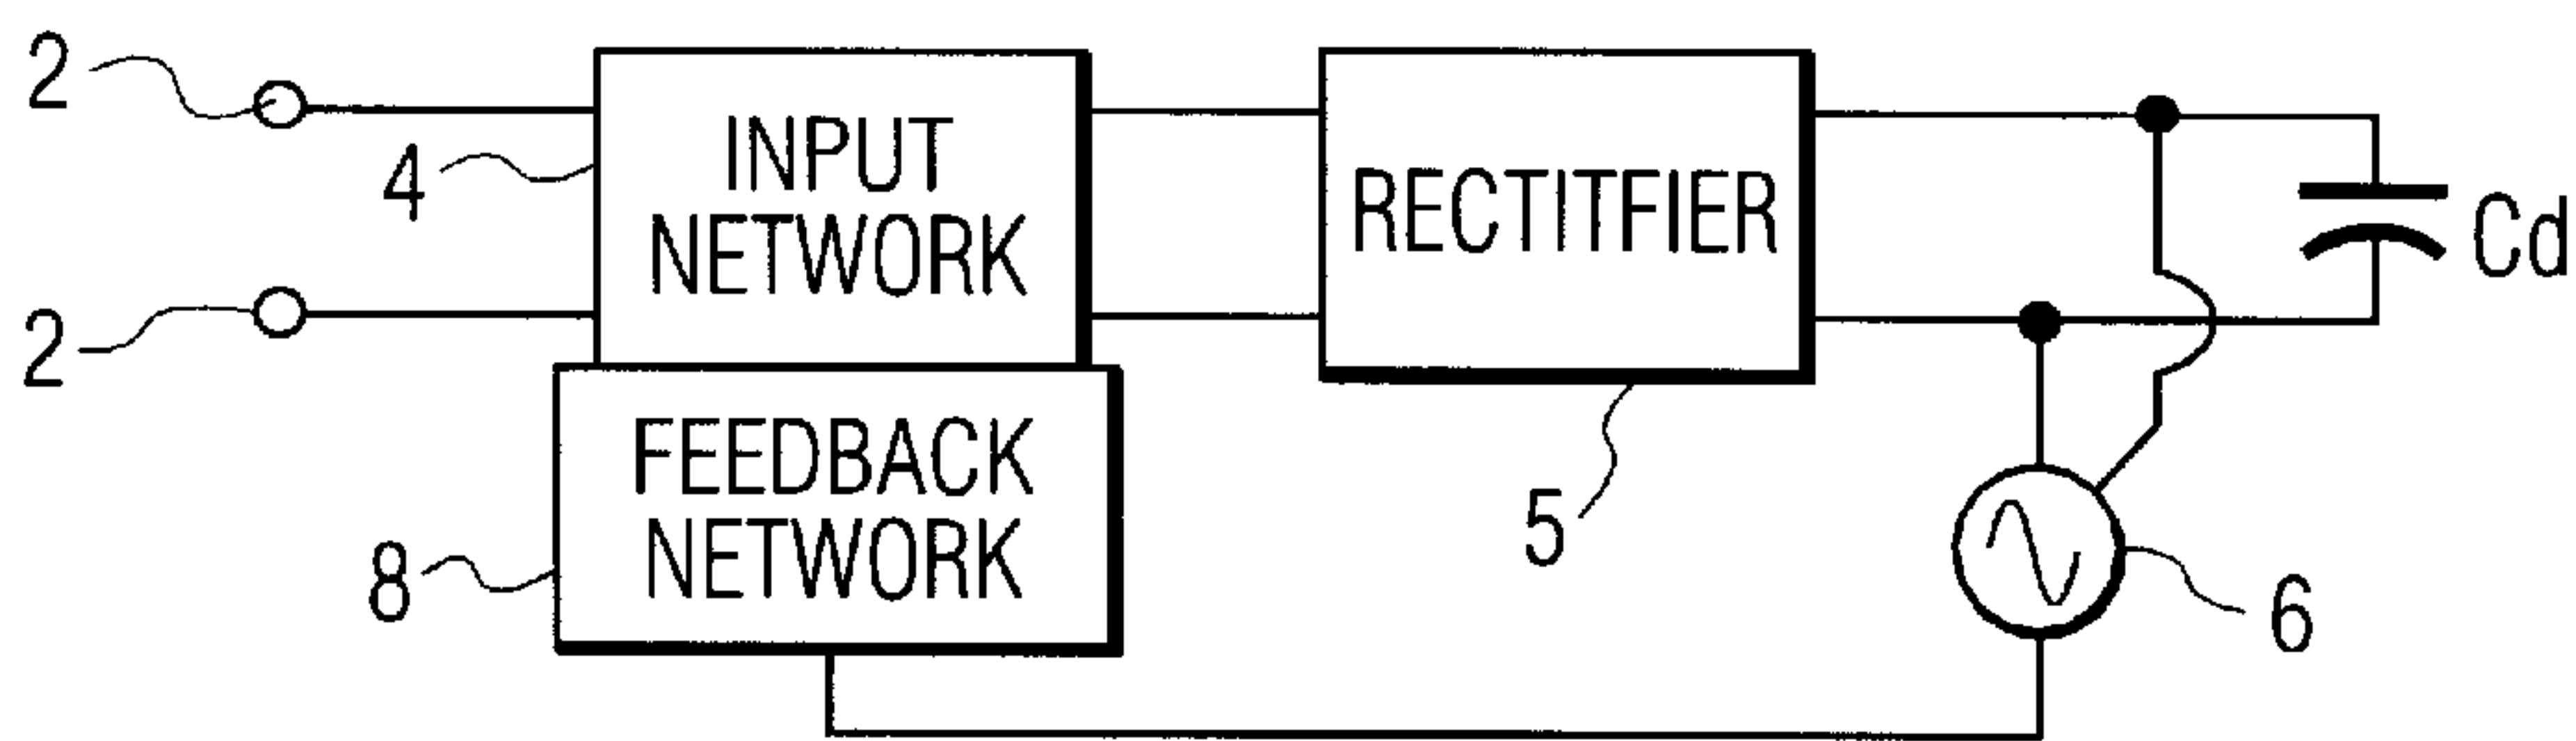 2
4
INPUT
NETWORK
RECTITFIER
Cd
2
FEEDBACK
NETWORK
8
5
6